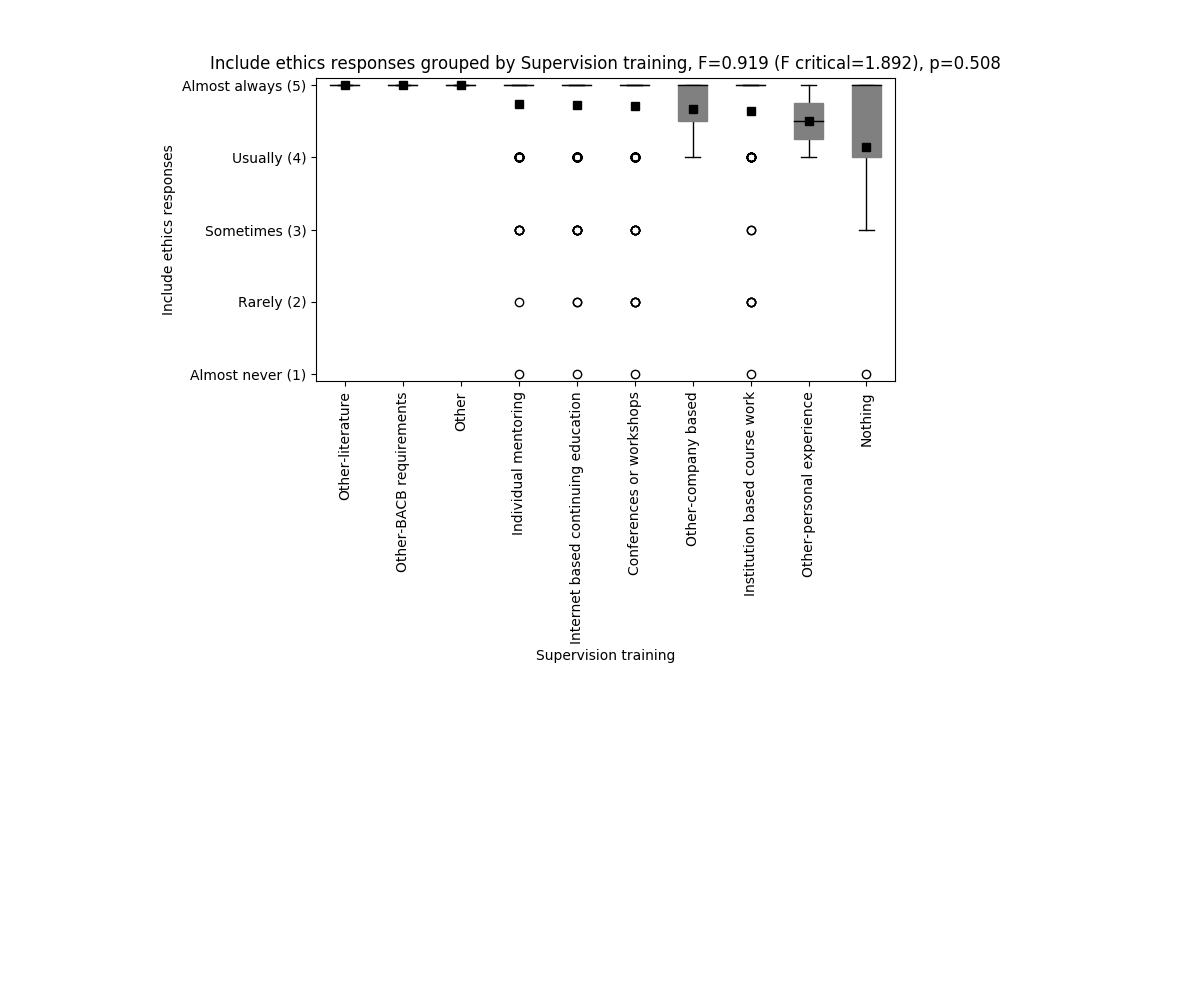 Include ethics responses grouped by Supervision training, F=0.919 (F critical=1.892), p=0.508
Include ethics responses
Almost always (5)
Usually (4)
Sometimes (3)
Rarely (2)
Almost never (1)
Other-literature
Other-BACB requirements
Other
Individual mentoring
Internet based continuing education
Conferences or workshops
Other-company based
Institution based course work
Other-personal experience
Nothing
Supervision training